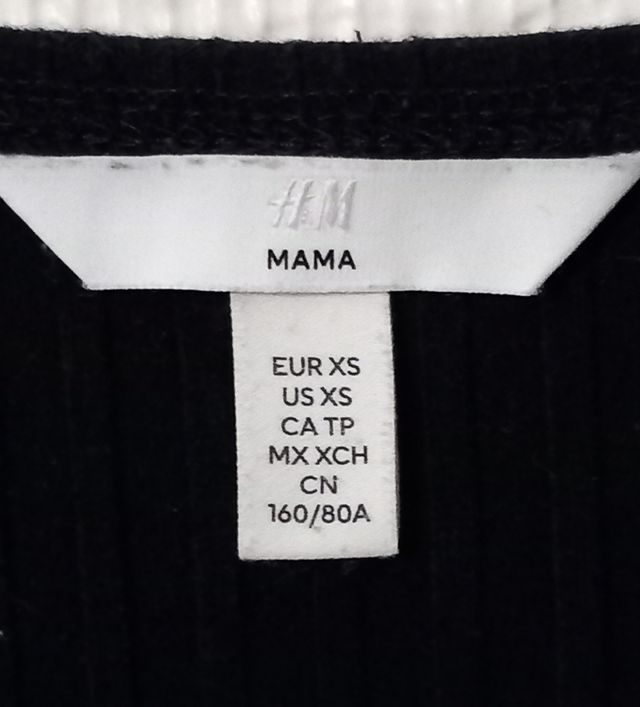 H&M
MAMA
EUR XS
US XS
CA TP
MX XCH
CN
160/80A